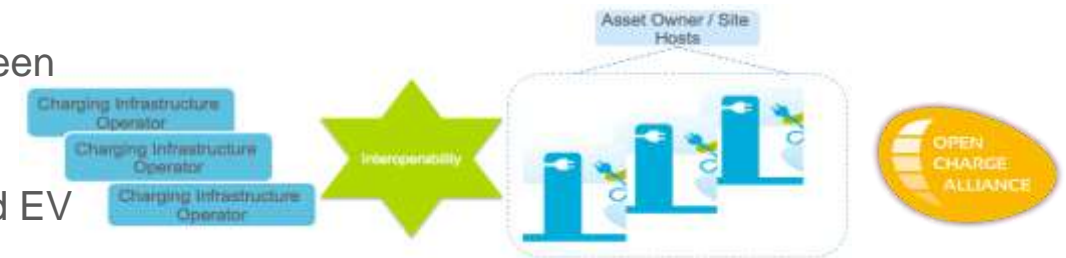 een
d EV
Charging Infrastructure
Operator
Charging Infrastructure
Operator
Charging Infrastructure
Operator
Interoperability
Asset Owner / Site
Hosts
OPEN
CHARGE
ALLIANCE